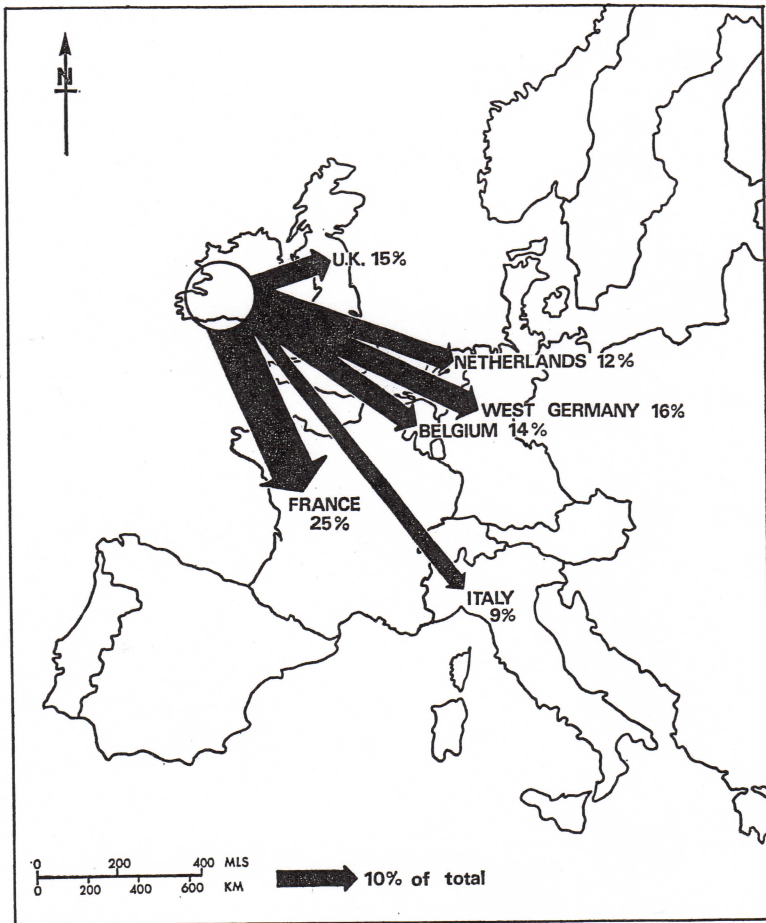 N
U.K. 15%
NETHERLANDS 12%
WEST GERMANY 16%
BELGIUM 14%
FRANCE
25%
ITALY
9%
0 200 400 MLS
0 200 400 600 KM
10% of total